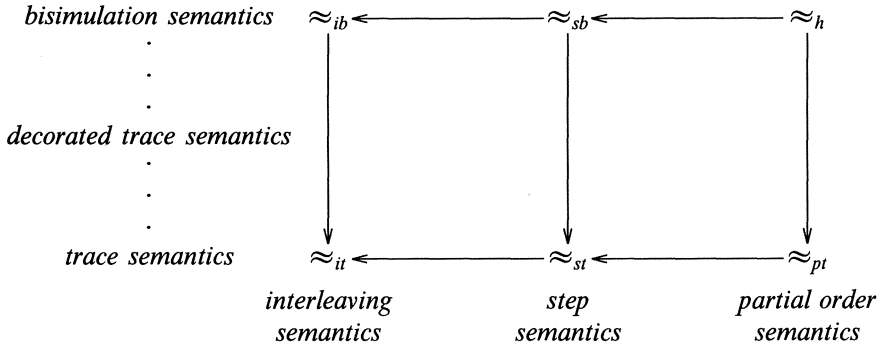 bisimulation semantics ≈ib ≈sb ≈h
decorated trace semantics
trace semantics ≈it ≈st ≈pt
interleaving step partial order
semantics semantics semantics